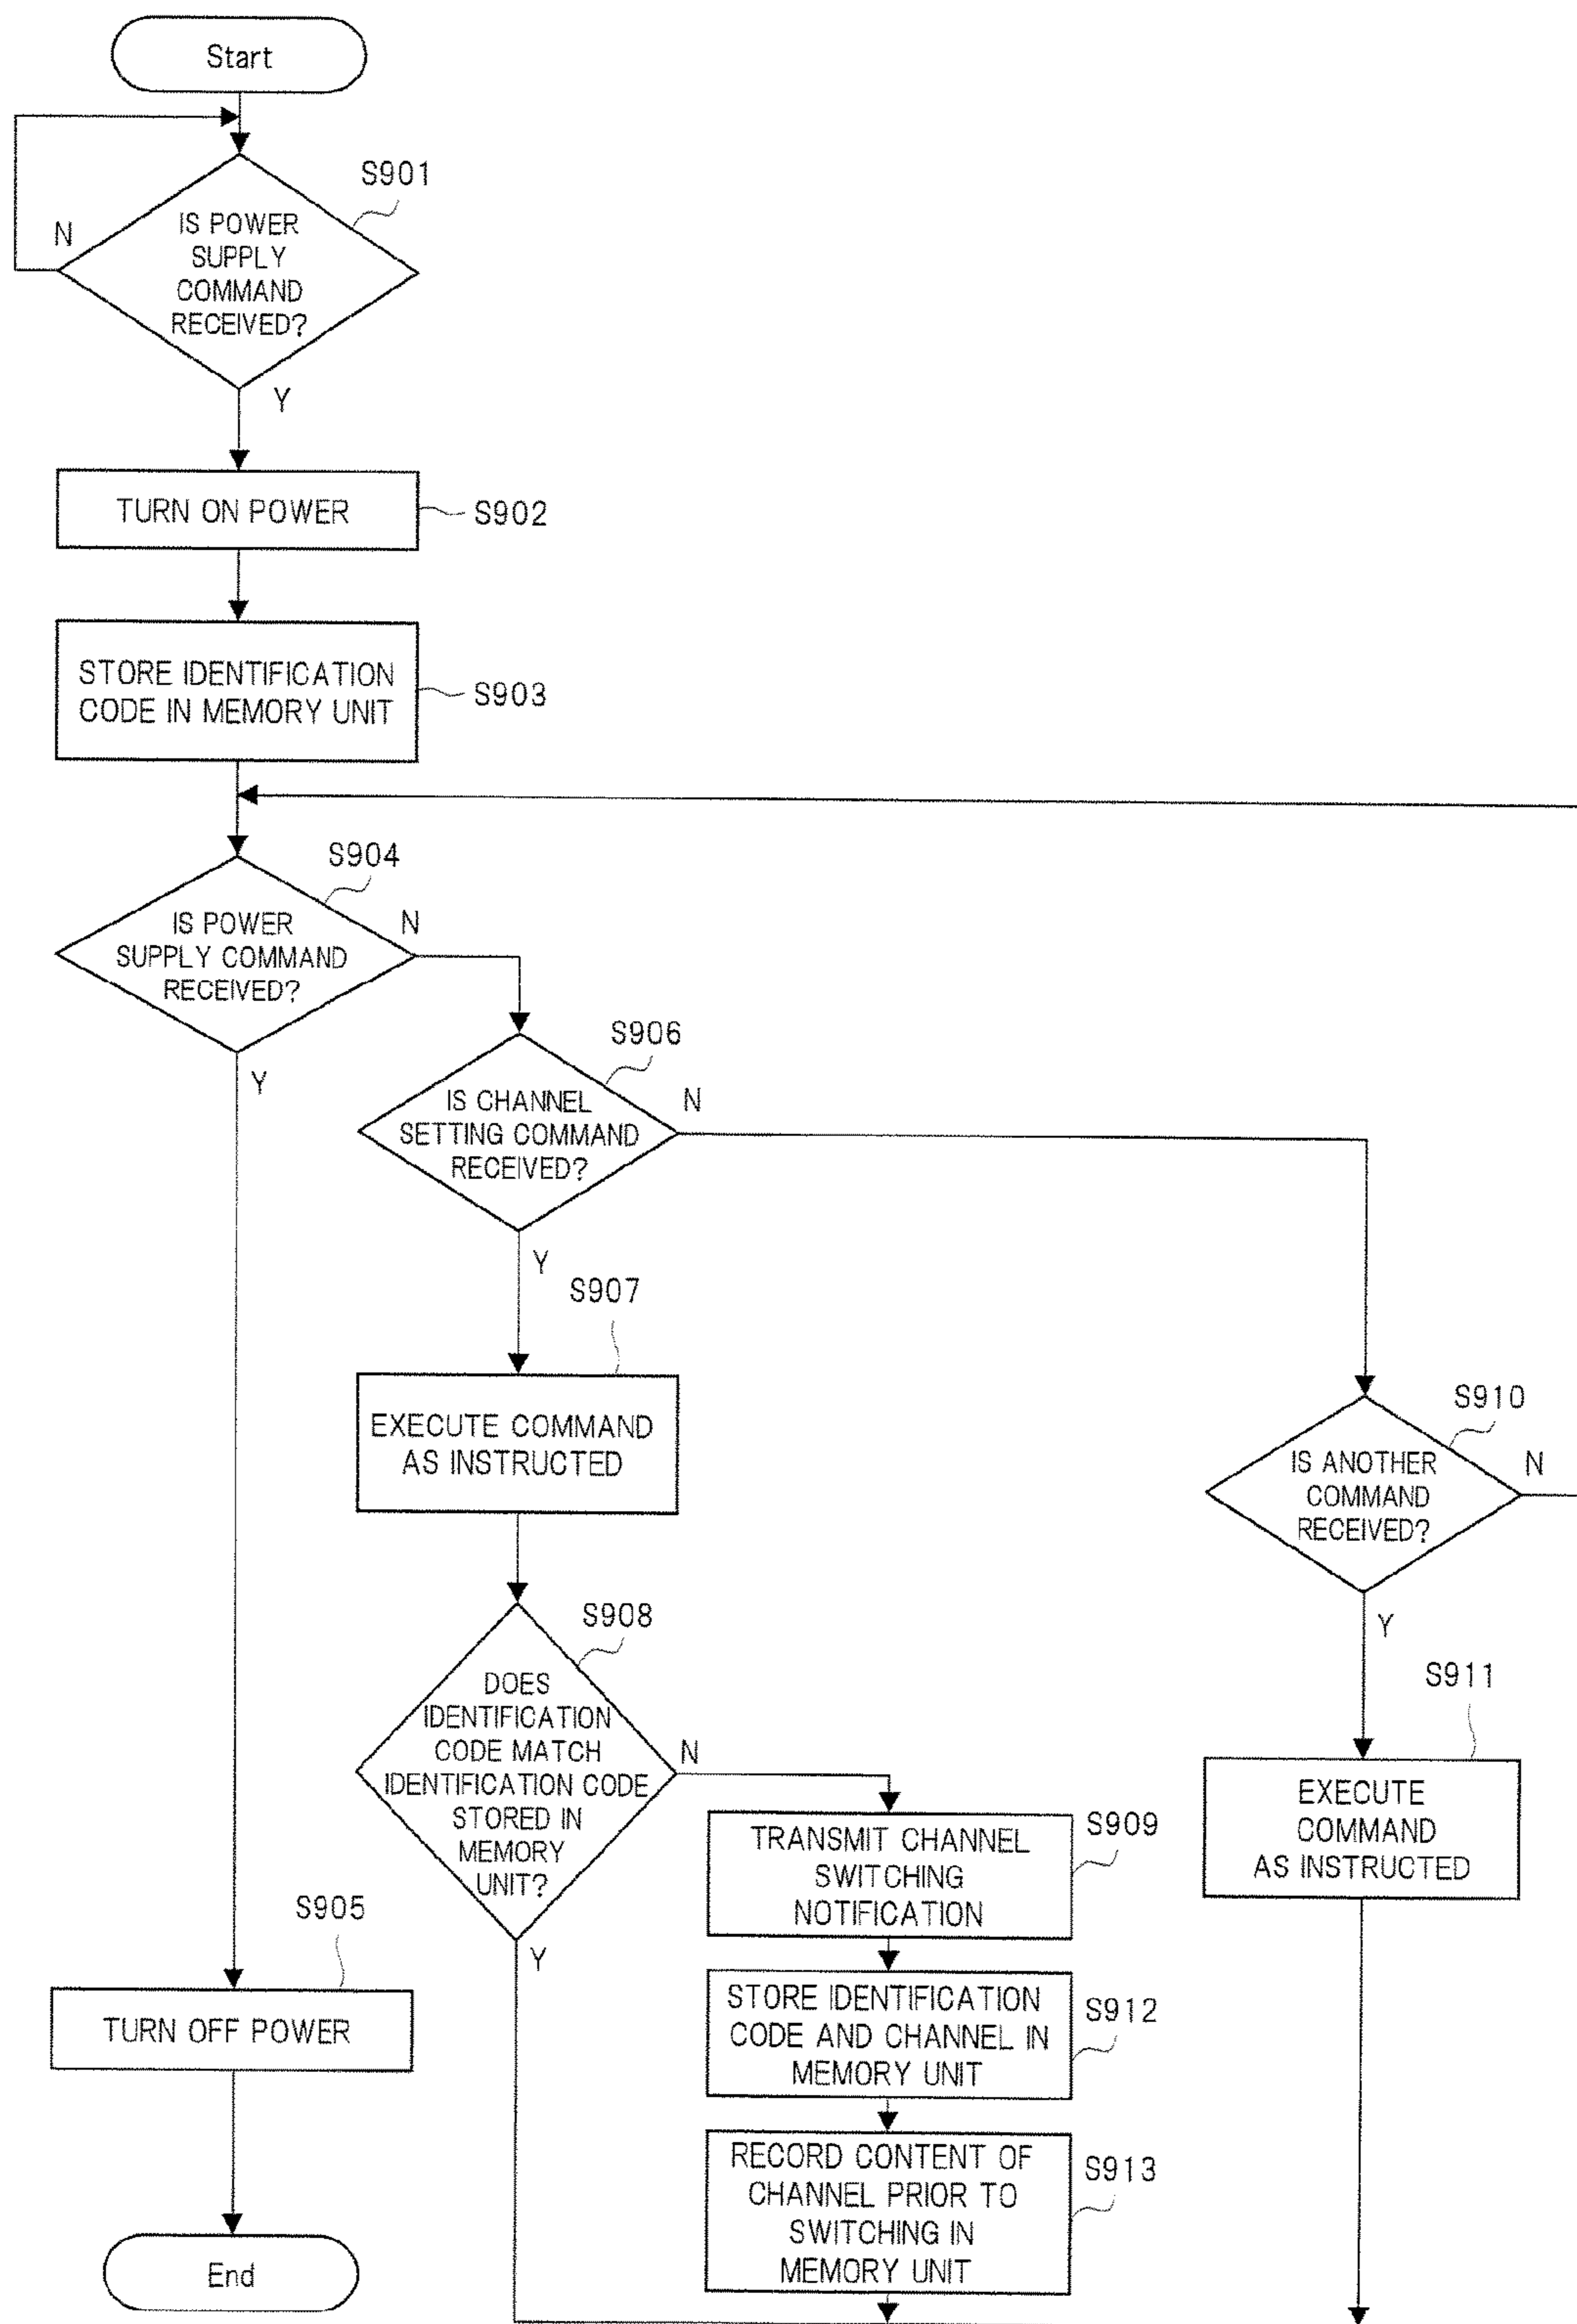 Start
S901
N
IS POWER
SUPPLY
COMMAND
RECEIVED?
Y
TURN ON POWER
S902
STORE IDENTIFICATION
CODE IN MEMORY UNIT
S903
S904
N
IS POWER
SUPPLY COMMAND
RECEIVED?
Y
S906
N
IS CHANNEL
SETTING COMMAND
RECEIVED?
Y
S907
EXECUTE COMMAND
AS INSTRUCTED
S910
N
IS ANOTHER
COMMAND
RECEIVED?
Y
S908
DOES
IDENTIFICATION
CODE MATCH
IDENTIFICATION CODE
STORED IN
MEMORY
UNIT?
N
Y
S911
EXECUTE
COMMAND
AS INSTRUCTED
S909
TRANSMIT CHANNEL
SWITCHING
NOTIFICATION
S912
STORE IDENTIFICATION
CODE AND CHANNEL IN
MEMORY UNIT
S913
RECORD CONTENT OF
CHANNEL PRIOR TO
SWITCHING IN
MEMORY UNIT
S905
TURN OFF POWER
End